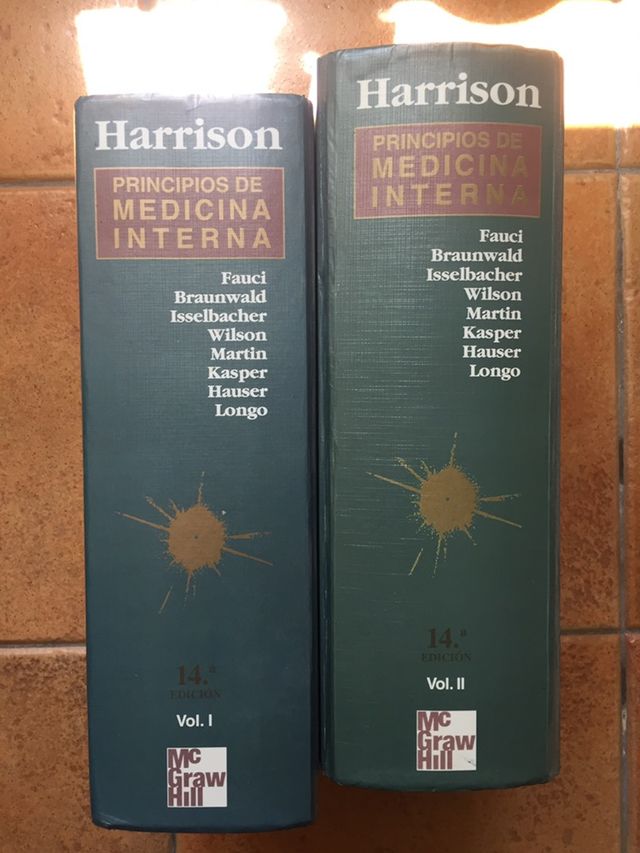 Harrison
PRINCIPIOS DE
MEDICINA
INTERNA
Fauci
Braunwald
Isselbacher
Wilson
Martin
Kasper
Hauser
Longo
14.ª
EDICIÓN
Vol. I
Mc
Graw
Hill
Harrison
PRINCIPIOS DE
MEDICINA
INTERNA
Fauci
Braunwald
Isselbacher
Wilson
Martin
Kasper
Hauser
Longo
14.ª
EDICIÓN
Vol. II
Mc
Graw
Hill